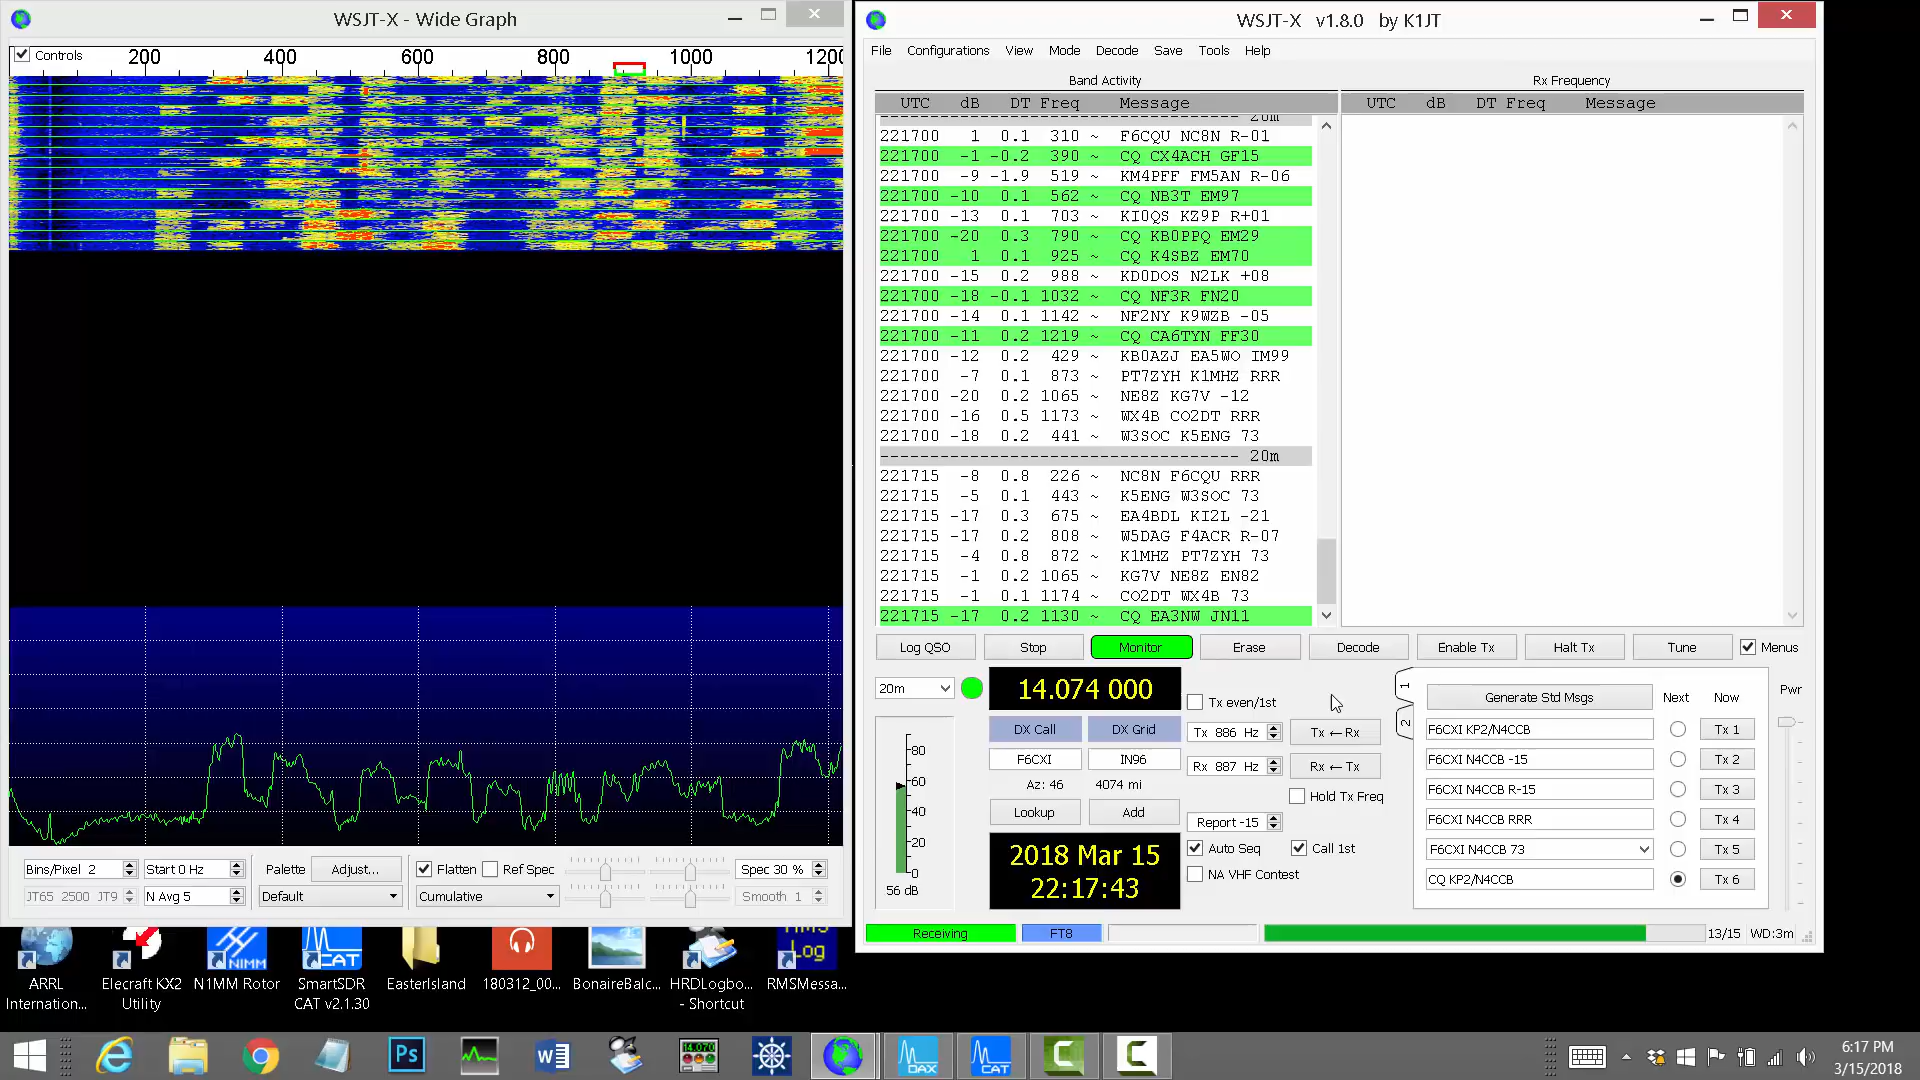 WSJT-X - Wide Graph
Controls 200 400 600 800 1000 1200
WSJT-X v1.8.0 by K1JT
File Configurations View Mode Decode Save Tools Help
Band Activity
Rx Frequency
UTC dB DT Freq Message
UTC dB DT Freq Message
------------------------------------ 20m
221700 1 0.1 310 ~ F6CQU NC8N R-01
221700 -1 -0.2 390 ~ CQ CX4ACH GF15
221700 -9 -1.9 519 ~ KM4PFF FM5AN R-06
221700 -10 0.1 562 ~ CQ NB3T EM97
221700 -13 0.1 703 ~ KI0QS KZ9P R+01
221700 -20 0.3 790 ~ CQ KB0PPQ EM29
221700 1 0.1 925 ~ CQ K4SBZ EM70
221700 -15 0.2 988 ~ KD0DOS N2LK +08
221700 -18 -0.1 1032 ~ CQ NF3R FN20
221700 -14 0.1 1142 ~ NF2NY K9WZB -05
221700 -11 0.2 1219 ~ CQ CA6TYN FF30
221700 -12 0.2 429 ~ KB0AZJ EA5WO IM99
221700 -7 0.1 873 ~ PT7ZYH K1MHZ RRR
221700 -20 0.2 1065 ~ NE8Z KG7V -12
221700 -16 0.5 1173 ~ WX4B CO2DT RRR
221700 -18 0.2 441 ~ W3SOC K5ENG 73
------------------------------------ 20m
221715 -8 0.8 226 ~ NC8N F6CQU RRR
221715 -5 0.1 443 ~ K5ENG W3SOC 73
221715 -17 0.3 675 ~ EA4BDL KI2L -21
221715 -17 0.2 808 ~ W5DAG F4ACR R-07
221715 -4 0.8 872 ~ K1MHZ PT7ZYH 73
221715 -1 0.2 1065 ~ KG7V NE8Z EN82
221715 -1 0.1 1174 ~ CO2DT WX4B 73
221715 -17 0.2 1130 ~ CQ EA3NW JN11
Log QSO Stop Monitor Erase Decode Enable Tx Halt Tx Tune Menus
20m 14.074 000
Tx even/1st
DX Call DX Grid
Tx 886 Hz Tx ← Rx
F6CXI IN96
Rx 887 Hz Rx ← Tx
Az: 46 4074 mi
Hold Tx Freq
Lookup Add
Report -15
2018 Mar 15
22:17:43
Auto Seq Call 1st
NA VHF Contest
80
60
40
20
0
56 dB
1
2
Generate Std Msgs Next Now Pwr
F6CXI KP2/N4CCB Tx 1
F6CXI N4CCB -15 Tx 2
F6CXI N4CCB R-15 Tx 3
F6CXI N4CCB RRR Tx 4
F6CXI N4CCB 73 Tx 5
CQ KP2/N4CCB Tx 6
Receiving FT8 13/15 WD:3m
Bins/Pixel 2 Start 0 Hz Palette Adjust... Flatten Ref Spec Spec 30 %
JT65 2500 JT9 N Avg 5 Default Cumulative Smooth 1
ARRL Internation...
Elecraft KX2 Utility
N1MM Rotor
SmartSDR CAT v2.1.30
EasterIsland
180312_00...
BonaireBalc...
HRDLogbo... - Shortcut
RMSMessa...
NIMM
CAT
Log
Ps
14.070
DAX
CAT
6:17 PM
3/15/2018